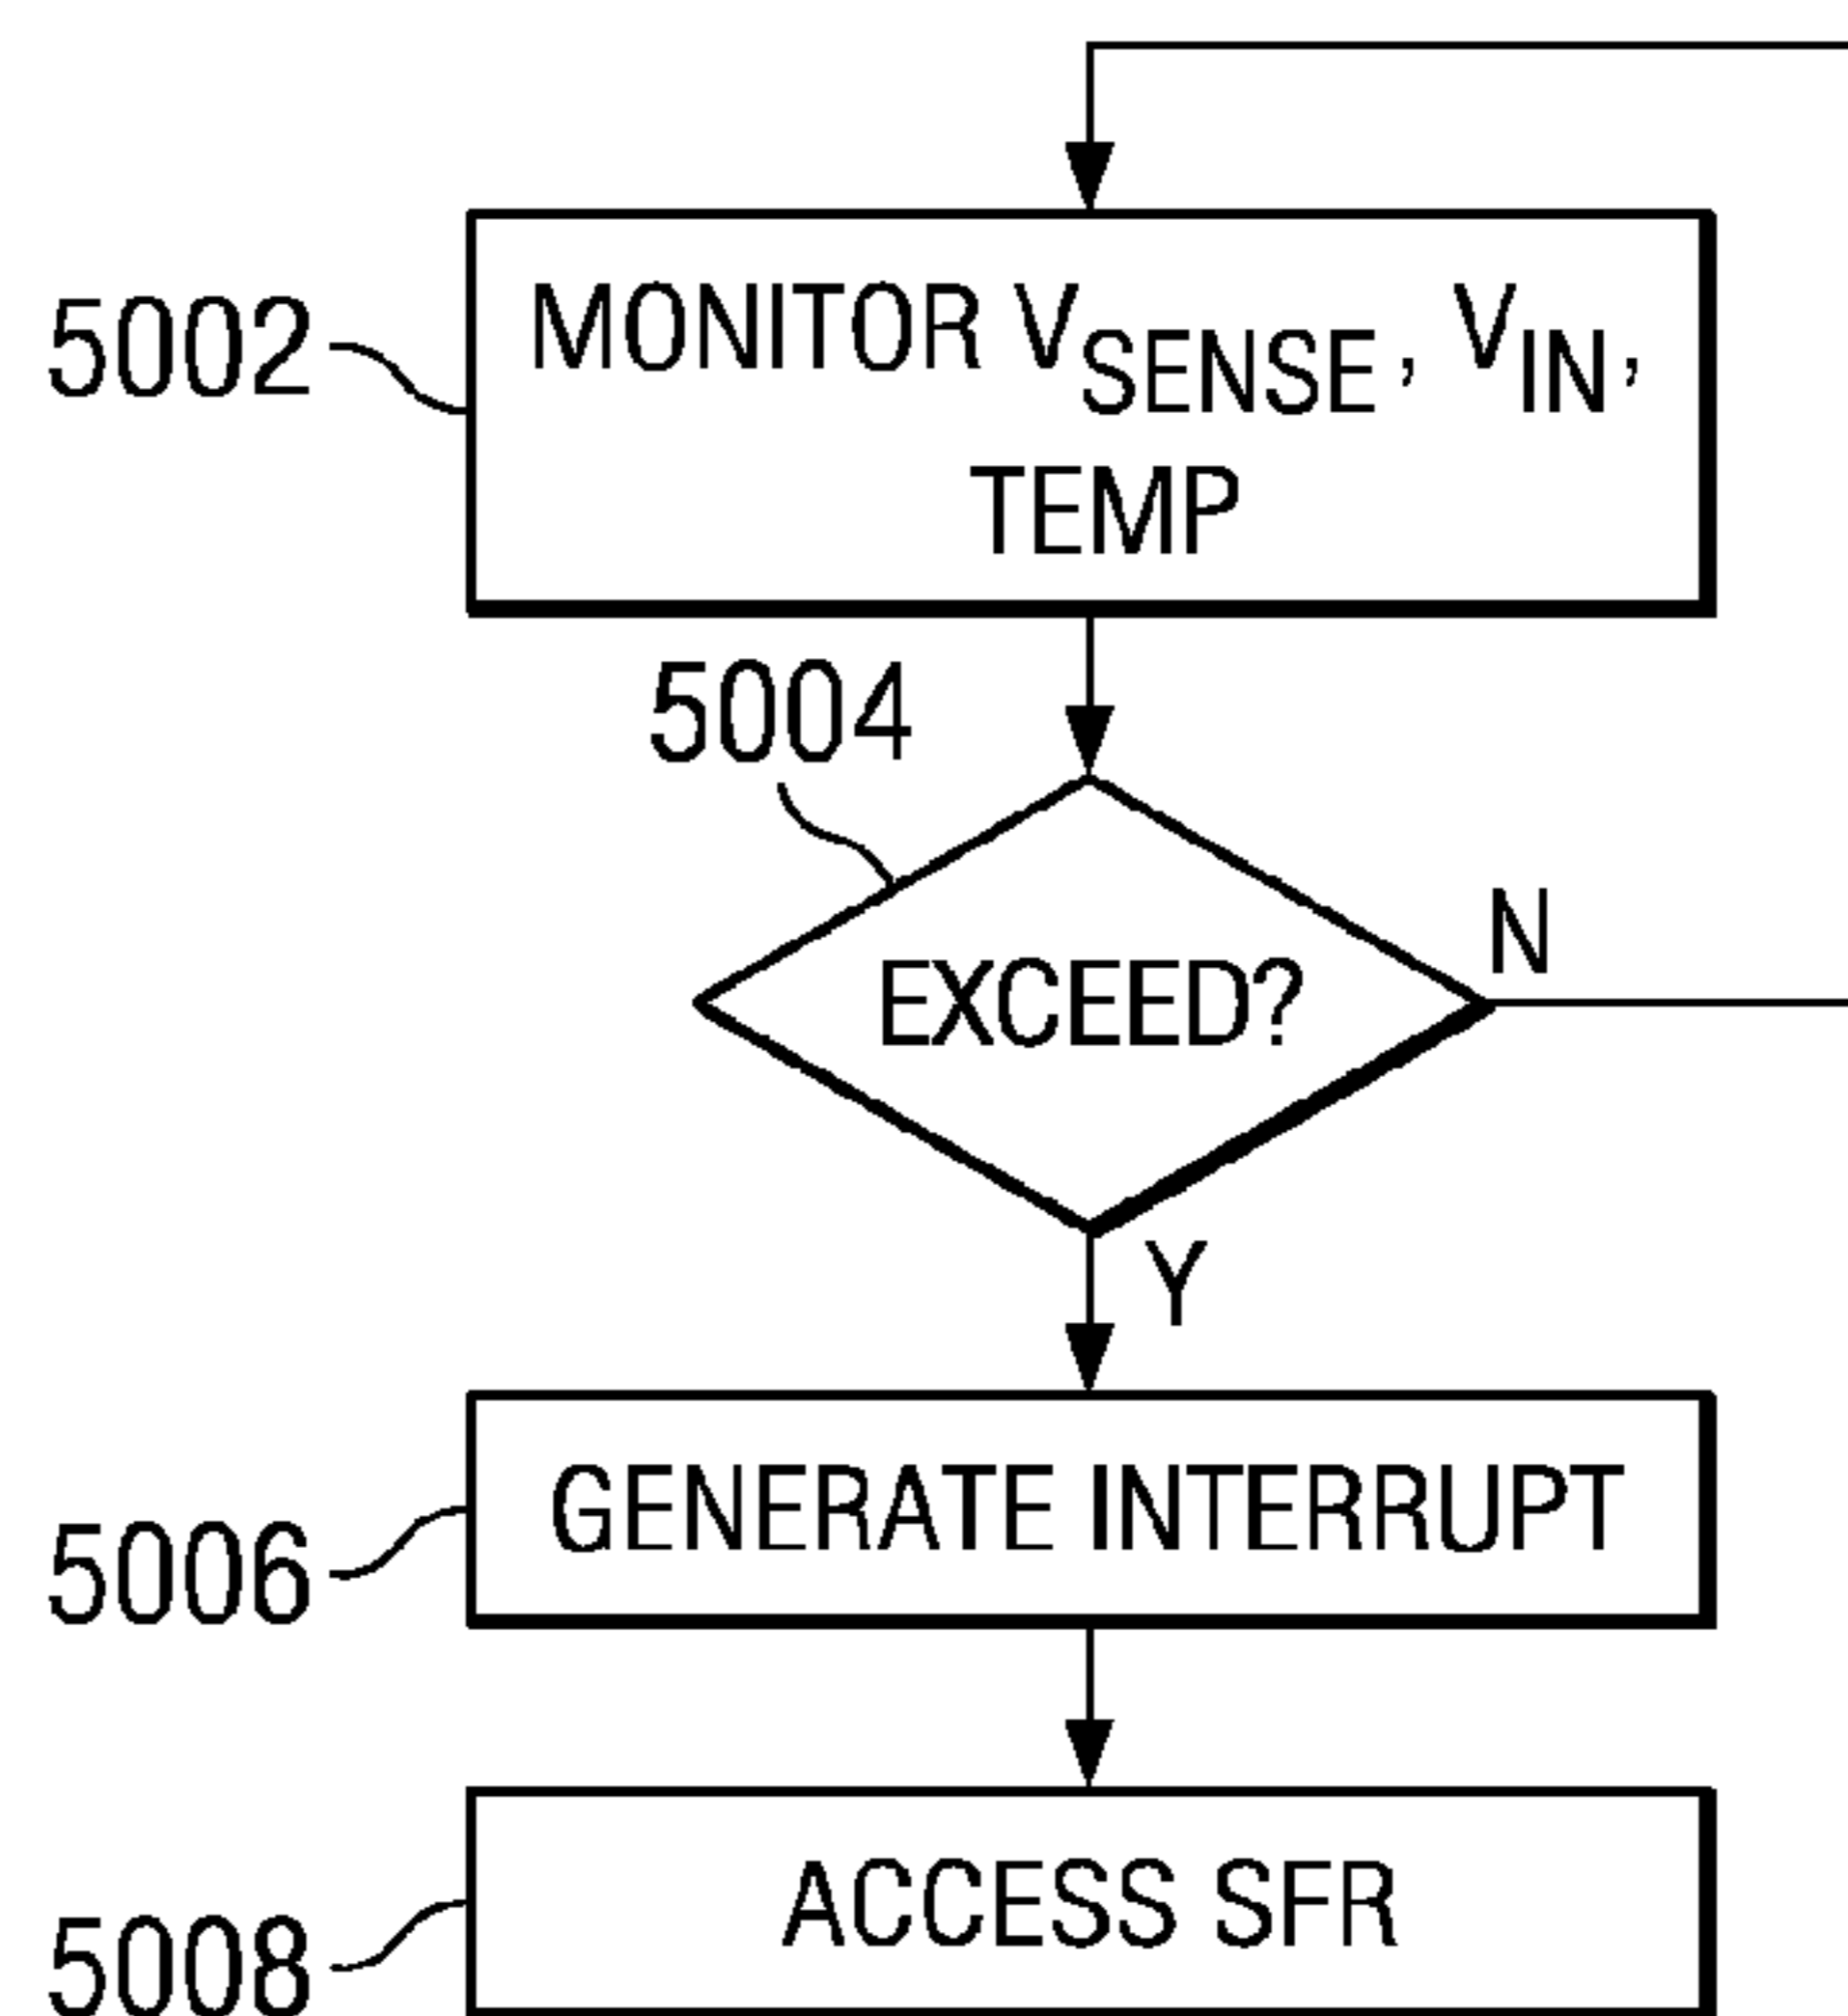 5002
MONITOR VSENSE, VIN,
TEMP
5004
EXCEED?
N
Y
GENERATE INTERRUPT
5006
ACCESS SFR
5008